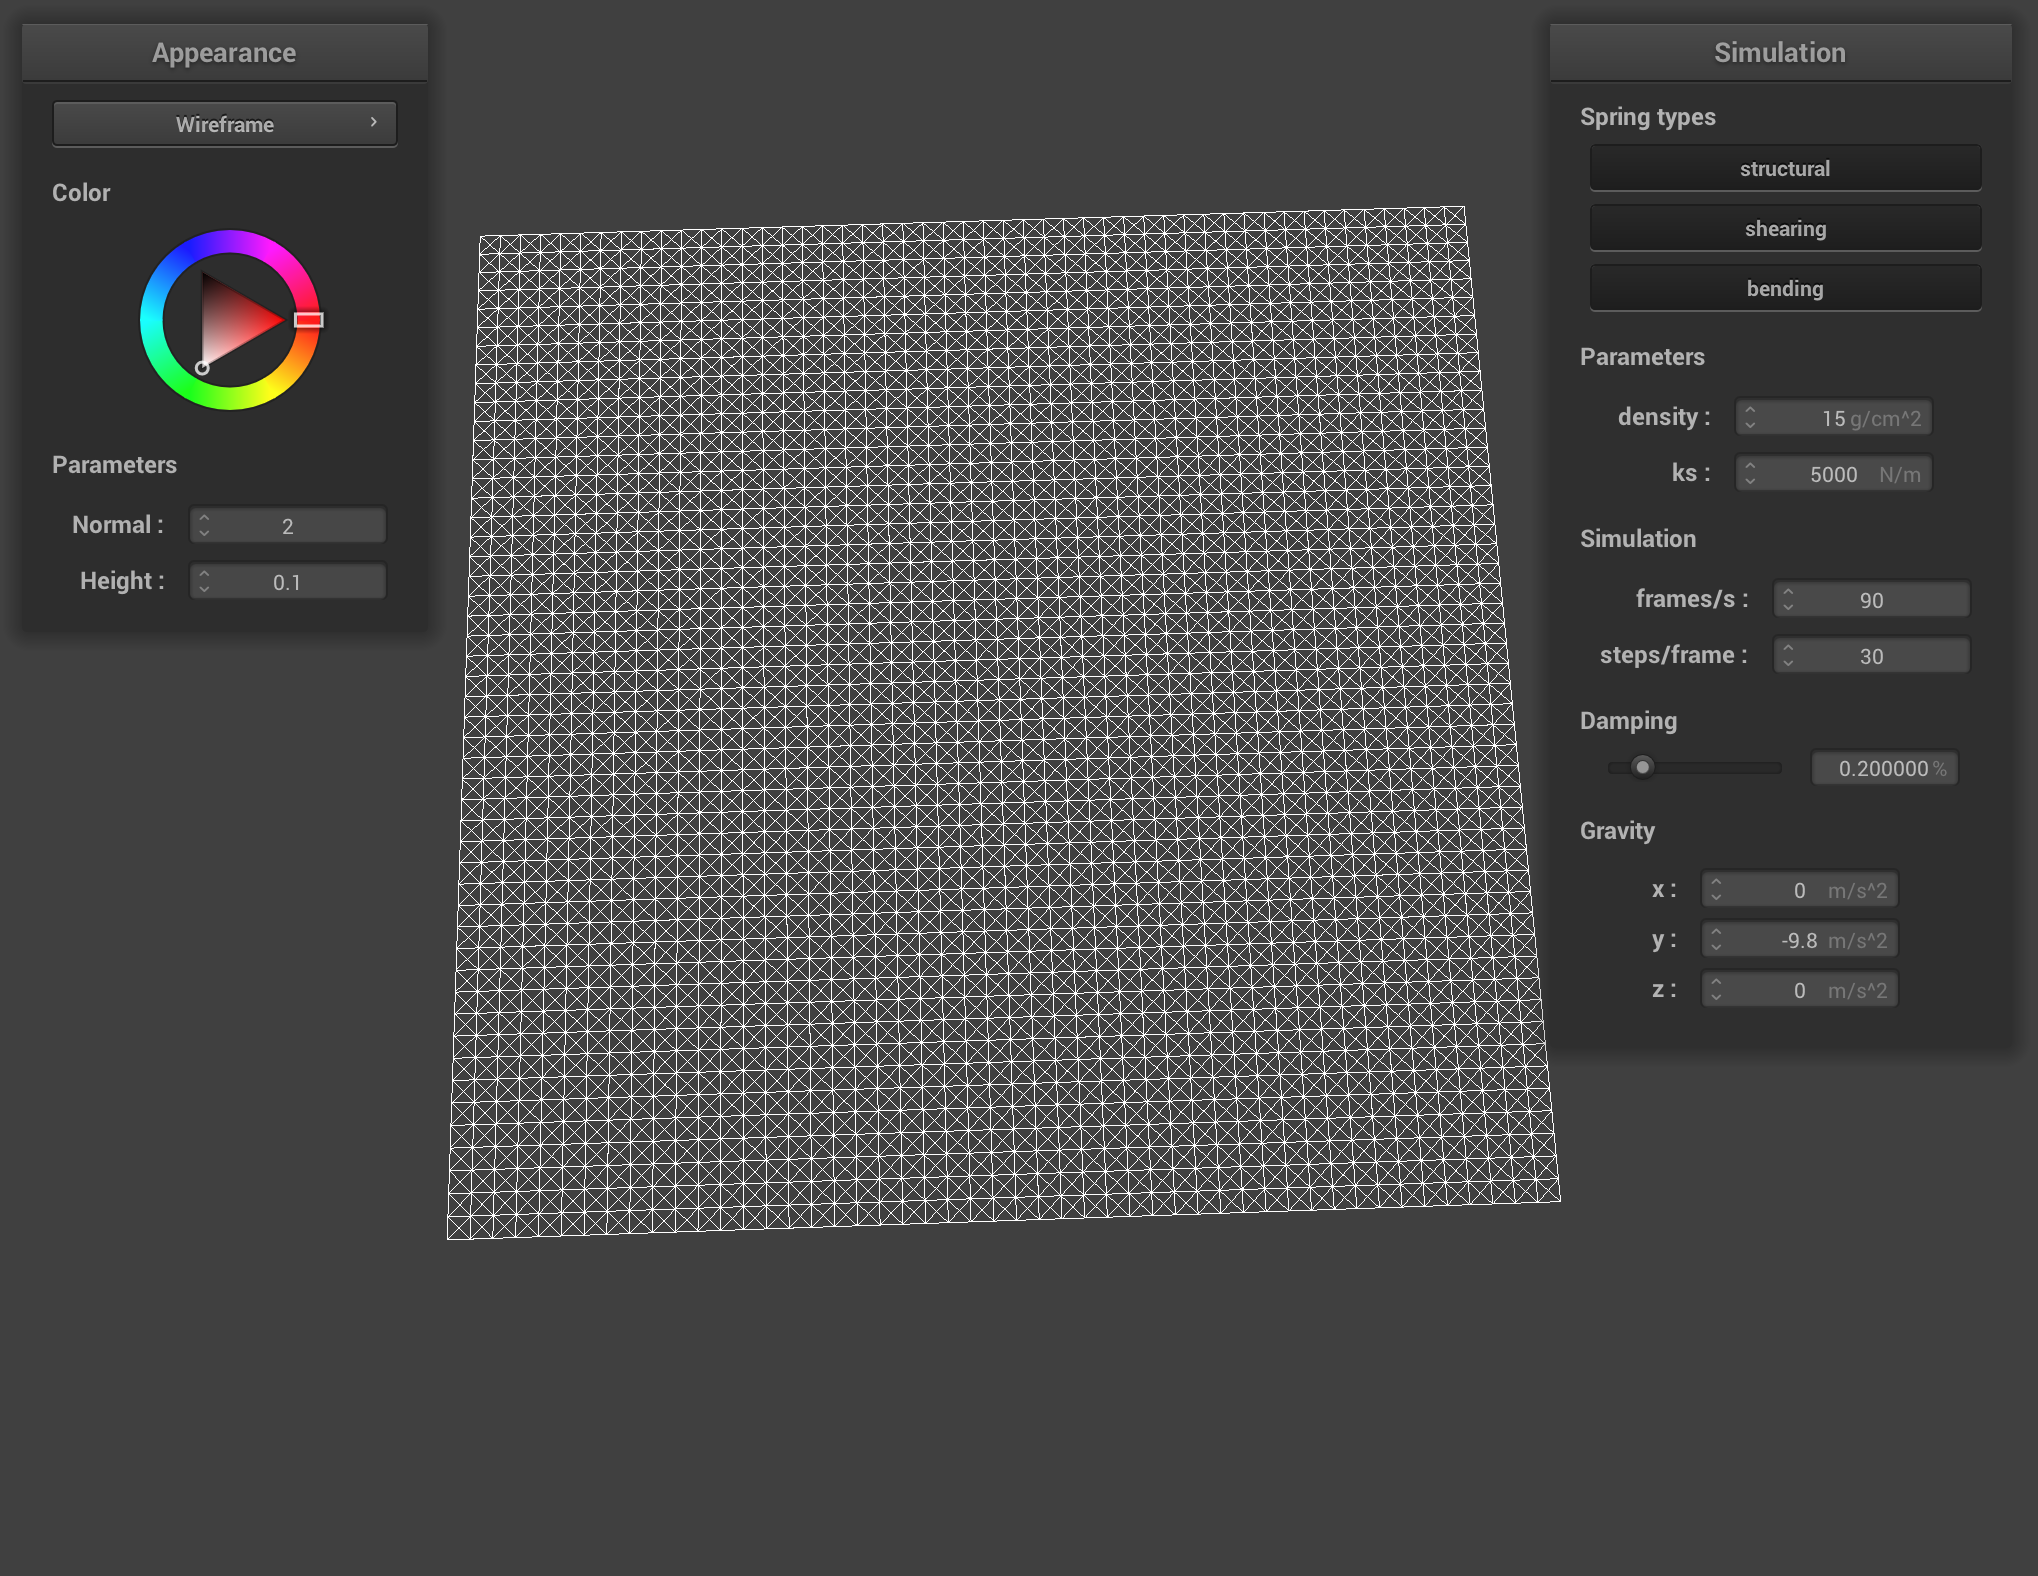 Appearance
Wireframe
Color
Parameters
Normal : 2
Height : 0.1
Simulation
Spring types
structural
shearing
bending
Parameters
density : 15 g/cm^2
ks : 5000 N/m
Simulation
frames/s : 90
steps/frame : 30
Damping
0.200000 %
Gravity
x : 0 m/s^2
y : -9.8 m/s^2
z : 0 m/s^2